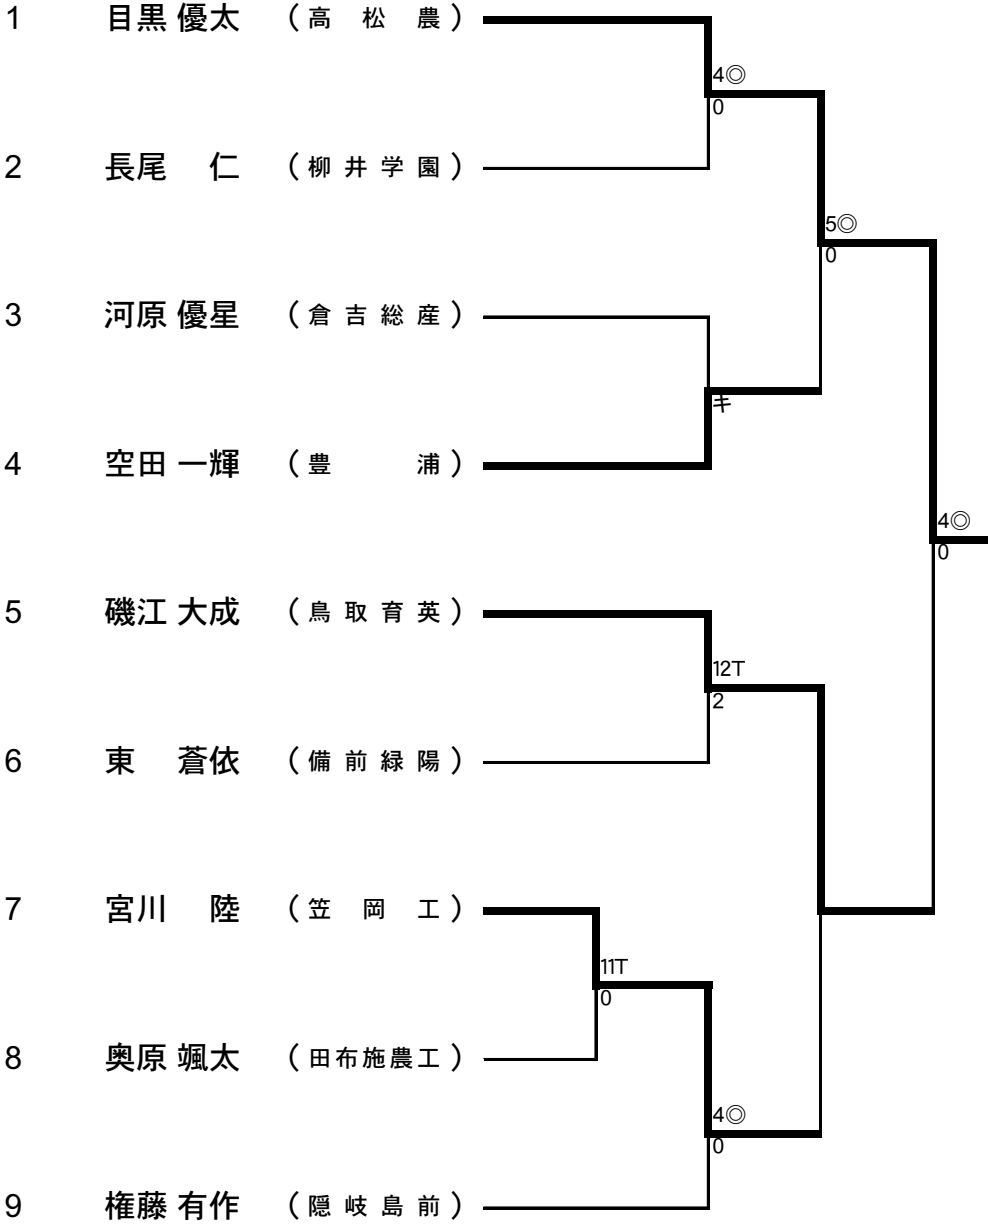 1 目黒 優太 (高 松 農)
4◎
0
2 長尾 仁 (柳 井 学 園)
5◎
0
3 河原 優星 (倉 吉 総 産)
キ
4 空田 一輝 (豊 浦)
4◎
0
5 磯江 大成 (鳥 取 育 英)
12T
2
6 東 蒼依 (備 前 緑 陽)
7 宮川 陸 (笠 岡 工)
11T
0
8 奥原 颯太 (田布施農工)
4◎
0
9 権藤 有作 (隠 岐 島 前)